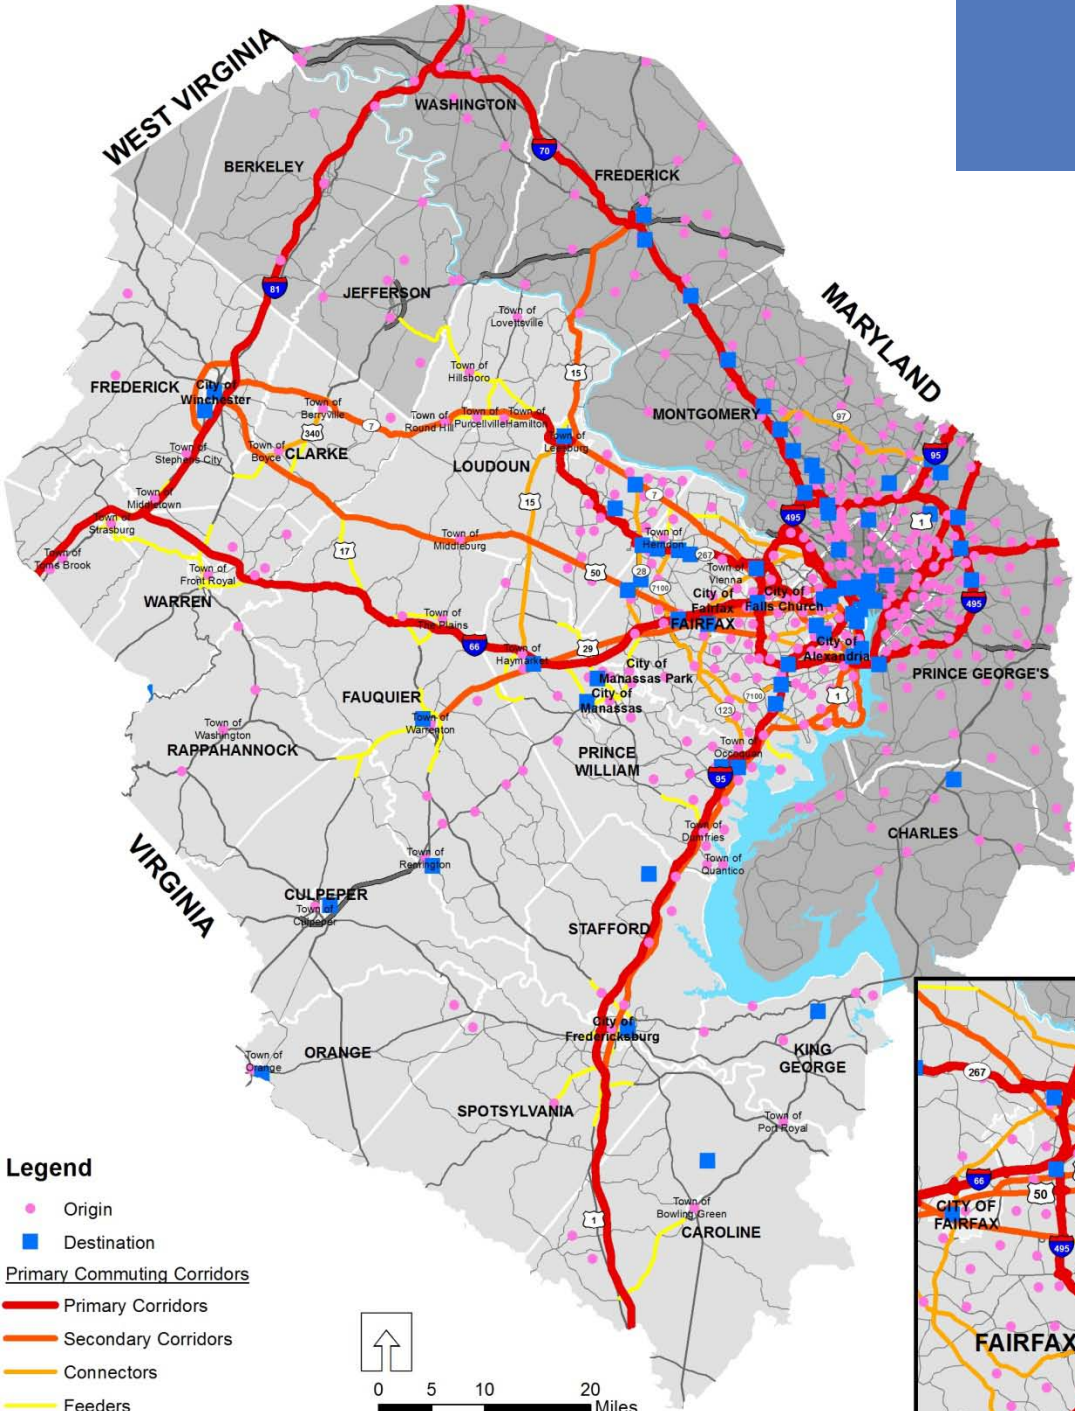 WEST VIRGINIA
WASHINGTON
BERKELEY
70
FREDERICK
81
JEFFERSON
Town of
Lovettsville
MARYLAND
15
Town of
Hillsboro
FREDERICK
City of
Winchester
Town of
Berryville
7
Town of
Round Hill
Town of
Purcellville
Town of
Hamilton
MONTGOMERY
97
340
Town of
Stephens City
Town of
Boyce
CLARKE
Town of
Leesburg
LOUDOUN
95
Town of
Middletown
15
7
495
1
Town of
Strasburg
Town of
Toms Brook
17
Town of
Middleburg
Town of
Herndon
267
Town of
Front Royal
50
28
7100
Town of
Vienna
City of
Fairfax
City of
Falls Church
495
WARREN
Town of
The Plains
FAIRFAX
66
Town of
Haymarket
29
City of
Manassas Park
City of
Manassas
City of
Alexandria
PRINCE GEORGE'S
FAUQUIER
7100
1
123
Town of
Warrenton
Town of
Washington
RAPPAHANNOCK
PRINCE
WILLIAM
Town of
Occoquan
95
Town of
Dumfries
CHARLES
VIRGINIA
Town of
Remington
Town of
Quantico
CULPEPER
Town of
Culpeper
STAFFORD
City of
Fredericksburg
Town of
Orange
ORANGE
KING
GEORGE
SPOTSYLVANIA
Town of
Port Royal
1
Town of
Bowling Green
CAROLINE
Legend
Origin
Destination
Primary Commuting Corridors
Primary Corridors
Secondary Corridors
Connectors
Feeders
0 5 10 20
Miles
267
66
50
CITY OF
FAIRFAX
495
FAIRFAX